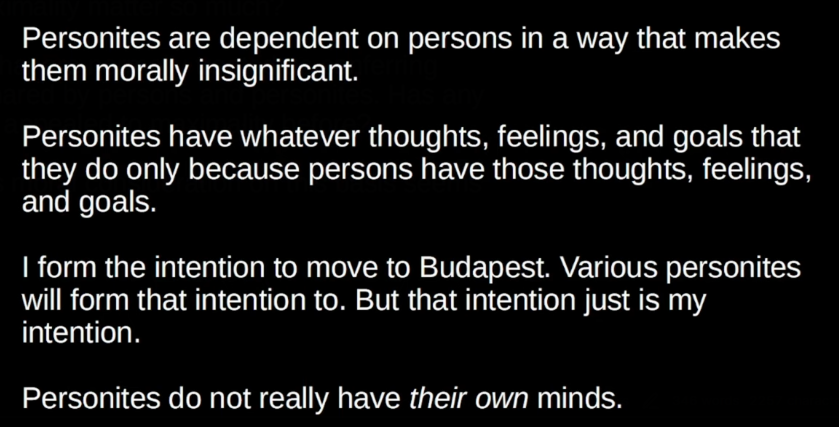 Personites are dependent on persons in a way that makes
them morally insignificant.
Personites have whatever thoughts, feelings, and goals that
they do only because persons have those thoughts, feelings,
and goals.
I form the intention to move to Budapest. Various personites
will form that intention to. But that intention just is my
intention.
Personites do not really have their own minds.